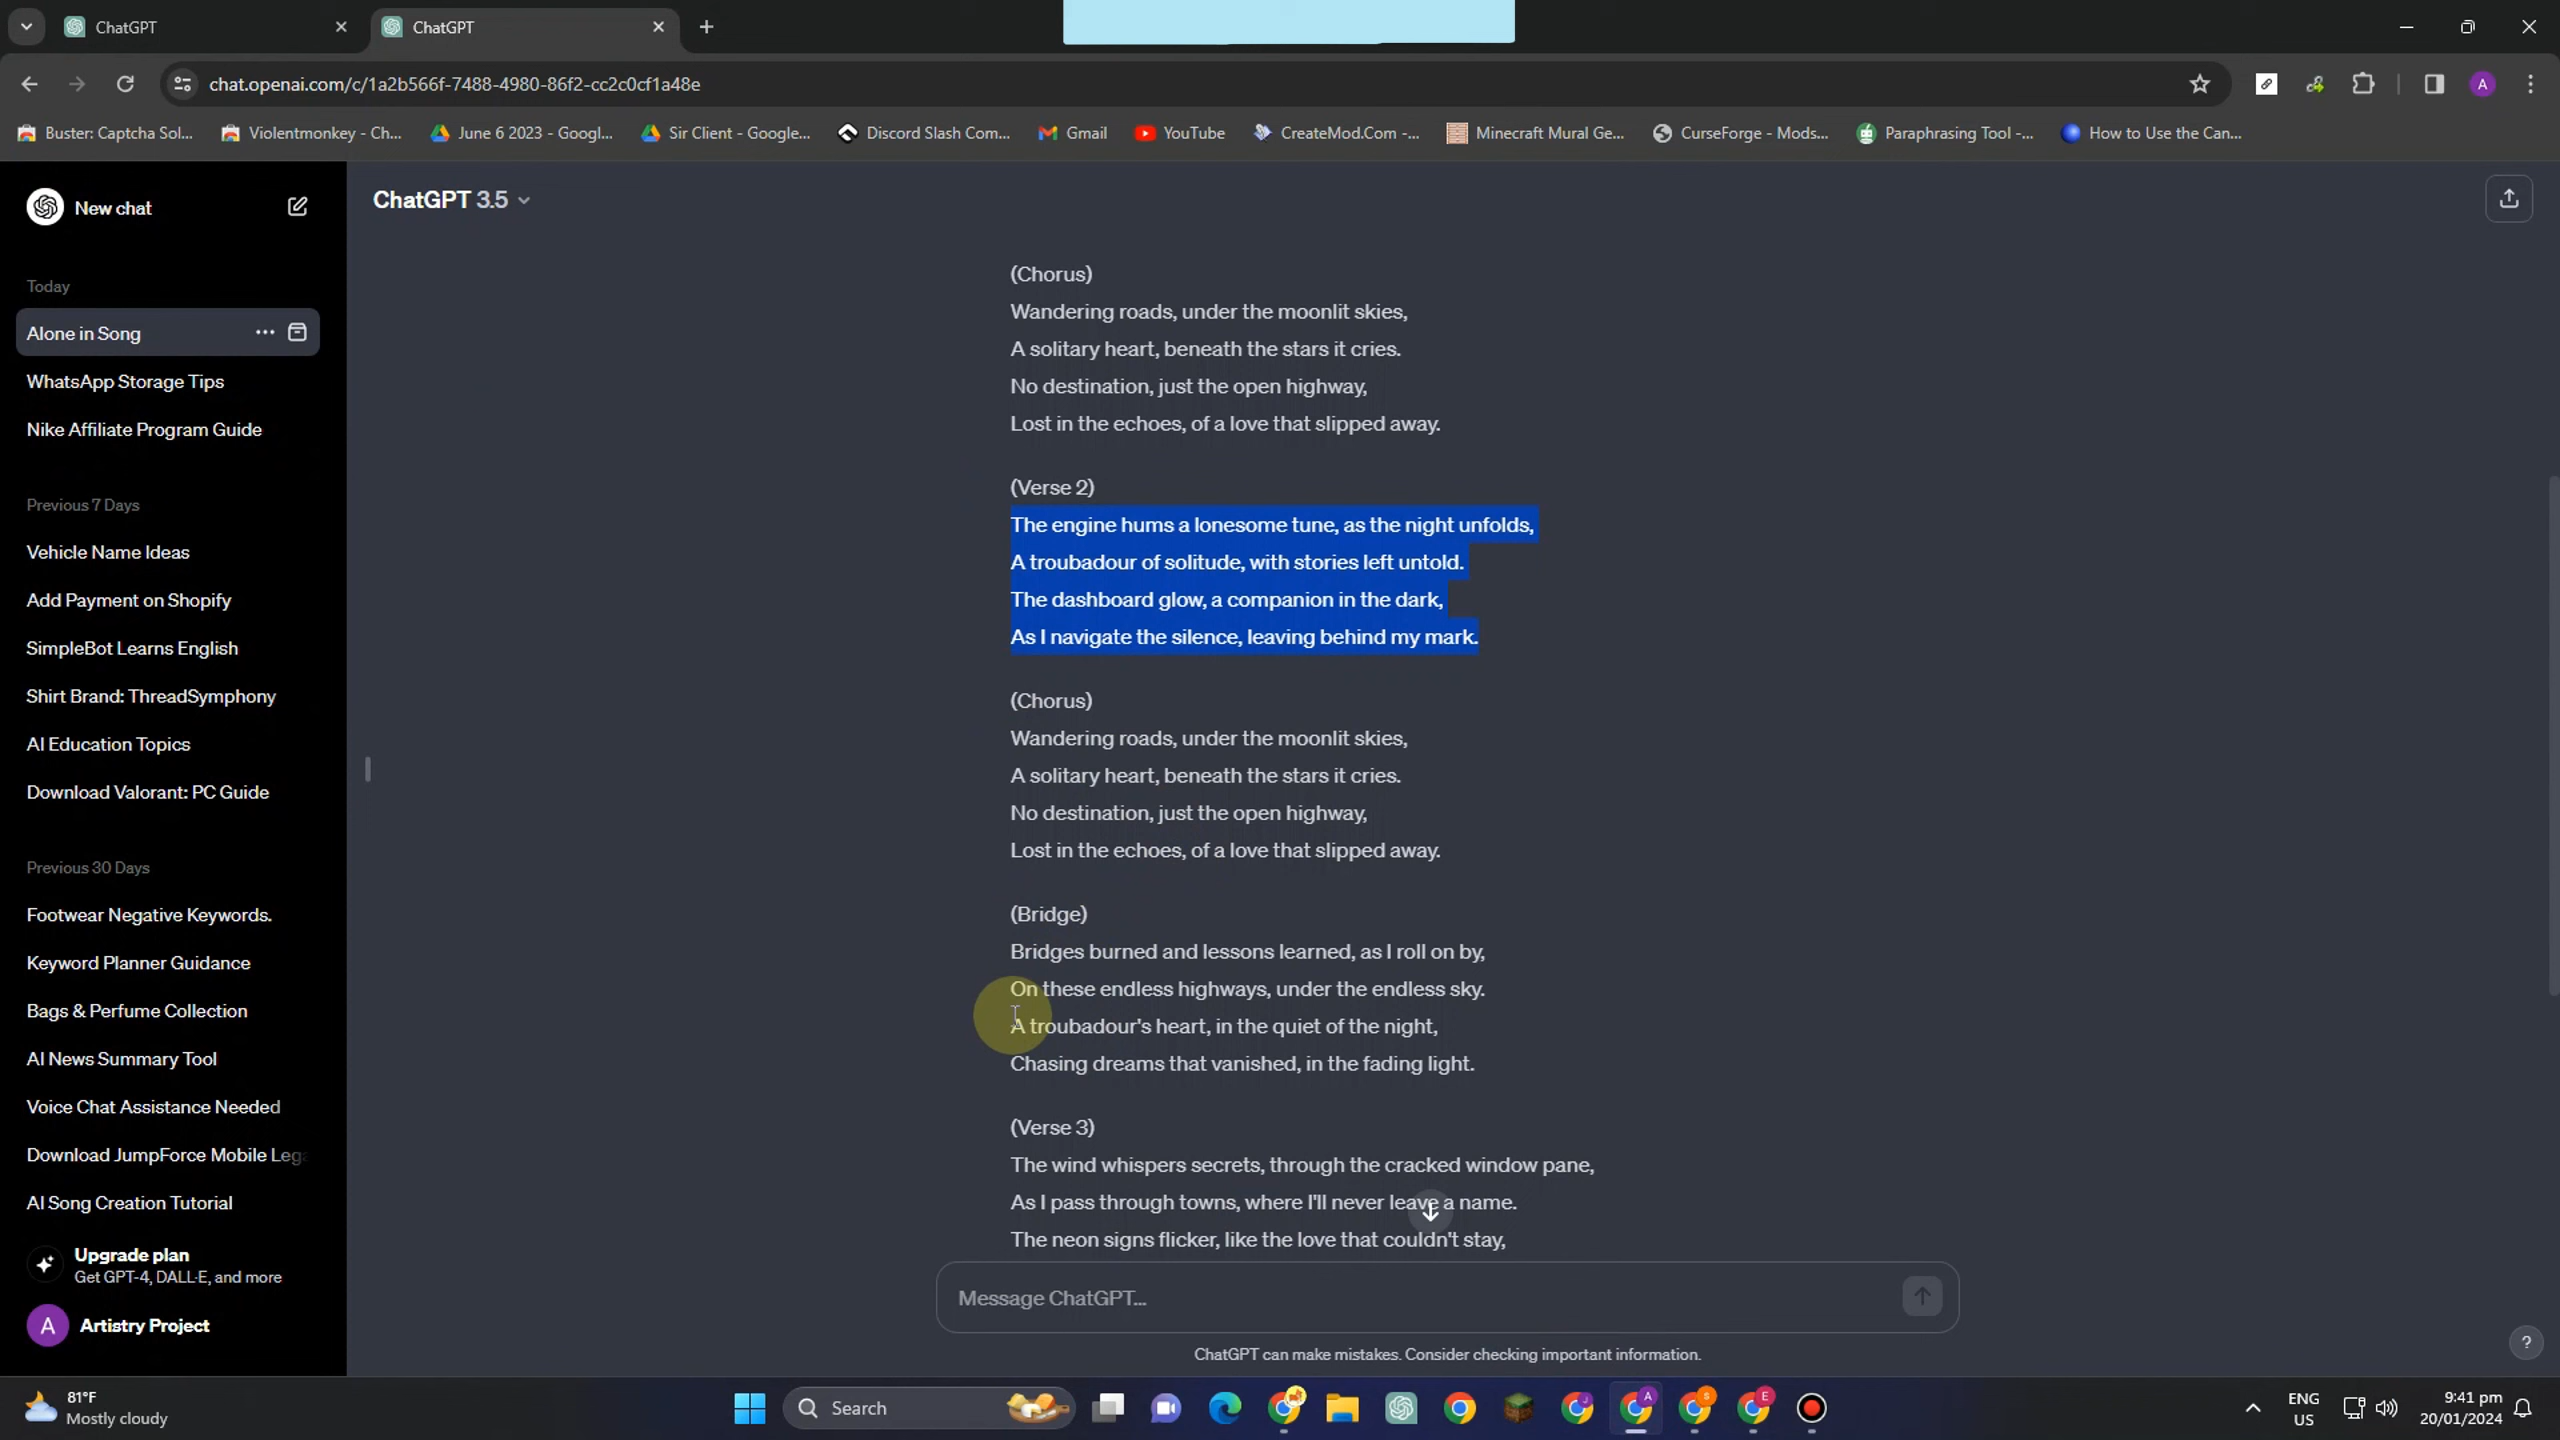 ChatGPT
ChatGPT
chat.openai.com/c/1a2b566f-7488-4980-86f2-cc2c0cf1a48e
A
Buster: Captcha Sol...
Violentmonkey - Ch...
June 6 2023 - Googl...
Sir Client - Google...
Discord Slash Com...
Gmail
YouTube
CreateMod.Com -...
Minecraft Mural Ge...
CurseForge - Mods...
Paraphrasing Tool -...
How to Use the Can...
New chat
Today
Alone in Song
WhatsApp Storage Tips
Nike Affiliate Program Guide
Previous 7 Days
Vehicle Name Ideas
Add Payment on Shopify
SimpleBot Learns English
Shirt Brand: ThreadSymphony
AI Education Topics
Download Valorant: PC Guide
Previous 30 Days
Footwear Negative Keywords.
Keyword Planner Guidance
Bags & Perfume Collection
AI News Summary Tool
Voice Chat Assistance Needed
Download JumpForce Mobile Leg
AI Song Creation Tutorial
Upgrade plan
Get GPT-4, DALL·E, and more
A
Artistry Project
ChatGPT 3.5
(Chorus)
Wandering roads, under the moonlit skies,
A solitary heart, beneath the stars it cries.
No destination, just the open highway,
Lost in the echoes, of a love that slipped away.
(Verse 2)
The engine hums a lonesome tune, as the night unfolds,
A troubadour of solitude, with stories left untold.
The dashboard glow, a companion in the dark,
As I navigate the silence, leaving behind my mark.
(Chorus)
Wandering roads, under the moonlit skies,
A solitary heart, beneath the stars it cries.
No destination, just the open highway,
Lost in the echoes, of a love that slipped away.
(Bridge)
Bridges burned and lessons learned, as I roll on by,
On these endless highways, under the endless sky.
A troubadour's heart, in the quiet of the night,
Chasing dreams that vanished, in the fading light.
(Verse 3)
The wind whispers secrets, through the cracked window pane,
As I pass through towns, where I'll never leave a name.
The neon signs flicker, like the love that couldn't stay,
Message ChatGPT...
ChatGPT can make mistakes. Consider checking important information.
?
81°F
Mostly cloudy
Search
J
A
S
E
ENG
US
9:41 pm
20/01/2024